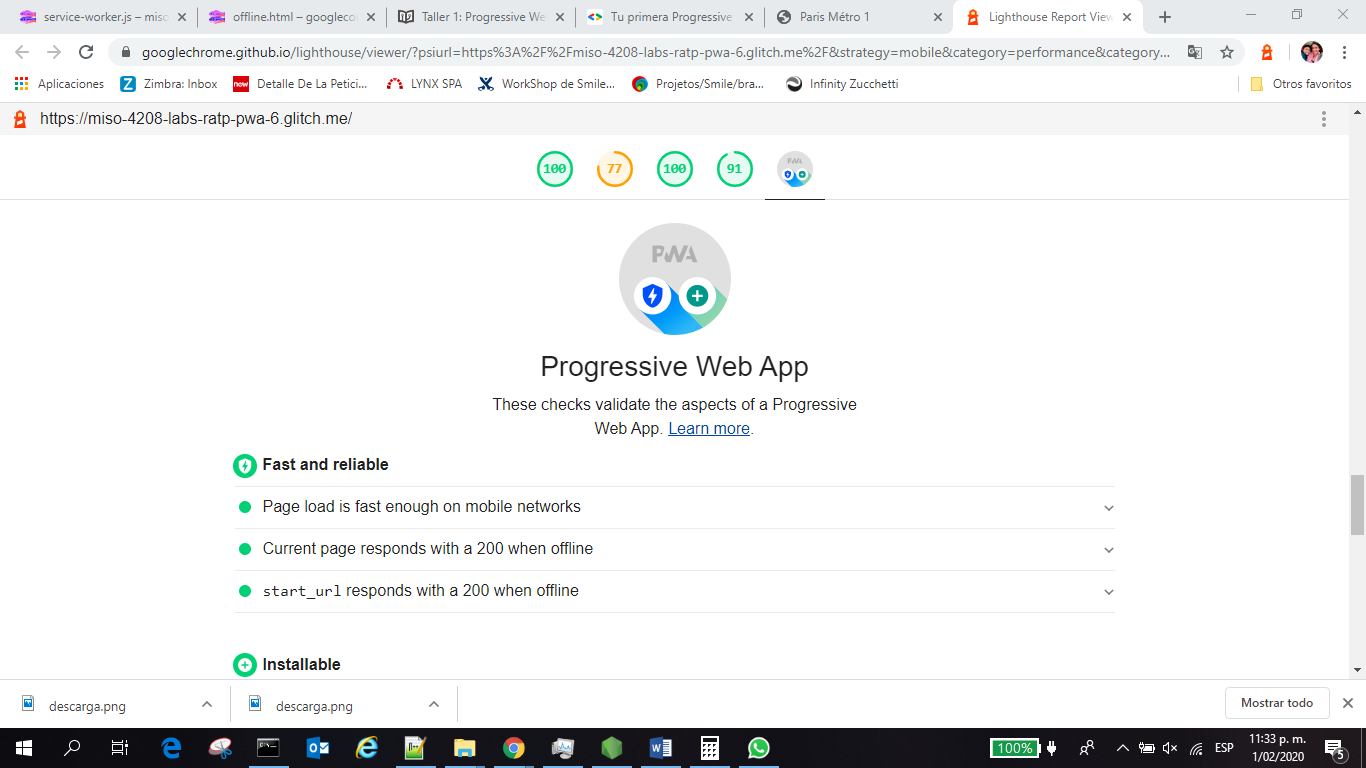 service-worker.js – miso
offline.html – googleco
Taller 1: Progressive We
Tu primera Progressive
Paris Métro 1
Lighthouse Report View
googlechrome.github.io/lighthouse/viewer/?psiurl=https%3A%2F%2Fmiso-4208-labs-ratp-pwa-6.glitch.me%2F&strategy=mobile&category=performance&category...
Aplicaciones
Zimbra: Inbox
now
Detalle De La Petici...
LYNX SPA
WorkShop de Smile...
Projetos/Smile/bra...
Infinity Zucchetti
Otros favoritos
https://miso-4208-labs-ratp-pwa-6.glitch.me/
100
77
100
91
PWA
PWA
Progressive Web App
These checks validate the aspects of a Progressive
Web App. Learn more.
Fast and reliable
Page load is fast enough on mobile networks
Current page responds with a 200 when offline
start_url responds with a 200 when offline
Installable
descarga.png
descarga.png
Mostrar todo
100%
ESP
11:33 p. m.
1/02/2020
5